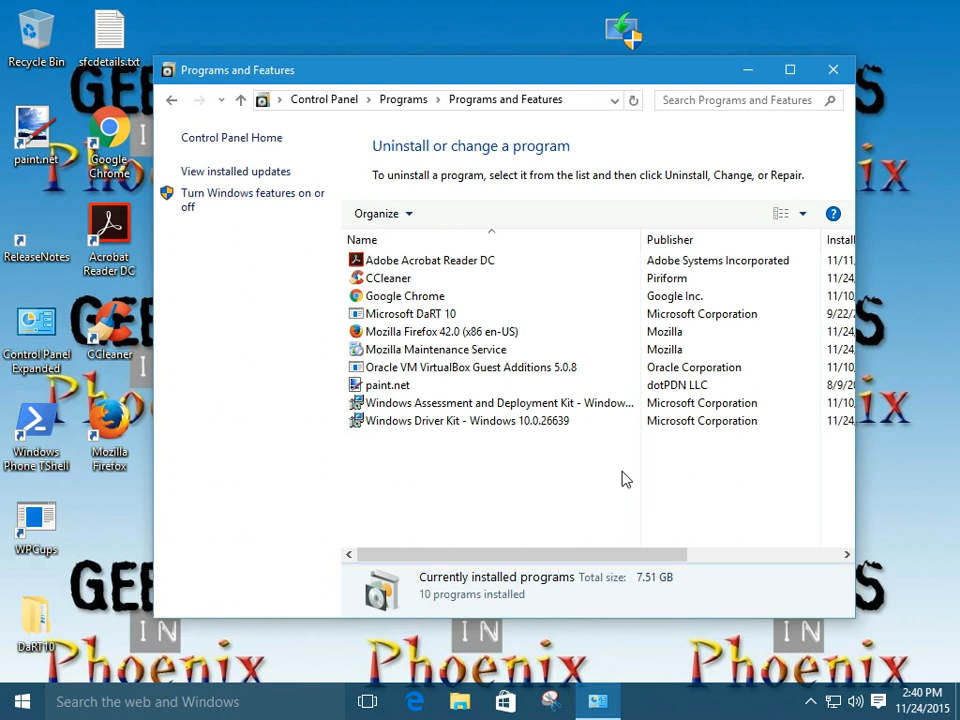 Recycle Bin
sfcdetails.txt
paint.net
Google
Chrome
ReleaseNotes
Acrobat
Reader DC
Control Panel
Expanded
CCleaner
Windows
Phone TShell
Mozilla
Firefox
WPCups
DaRT10
Programs and Features
Control Panel > Programs > Programs and Features
Search Programs and Features
Control Panel Home
View installed updates
Turn Windows features on or
off
Uninstall or change a program
To uninstall a program, select it from the list and then click Uninstall, Change, or Repair.
Organize
Name Publisher Install
Adobe Acrobat Reader DC Adobe Systems Incorporated 11/11,
CCleaner Piriform 11/24,
Google Chrome Google Inc. 11/10,
Microsoft DaRT 10 Microsoft Corporation 9/22/
Mozilla Firefox 42.0 (x86 en-US) Mozilla 11/24,
Mozilla Maintenance Service Mozilla 11/24,
Oracle VM VirtualBox Guest Additions 5.0.8 Oracle Corporation 11/24,
paint.net dotPDN LLC 8/9/20
Windows Assessment and Deployment Kit - Window... Microsoft Corporation 11/10,
Windows Driver Kit - Windows 10.0.26639 Microsoft Corporation 11/24,
Currently installed programs Total size: 7.51 GB
10 programs installed
GEE
IN
Phoenix
IN
Phoenix
IN
Phoenix
Search the web and Windows
2:40 PM
11/24/2015